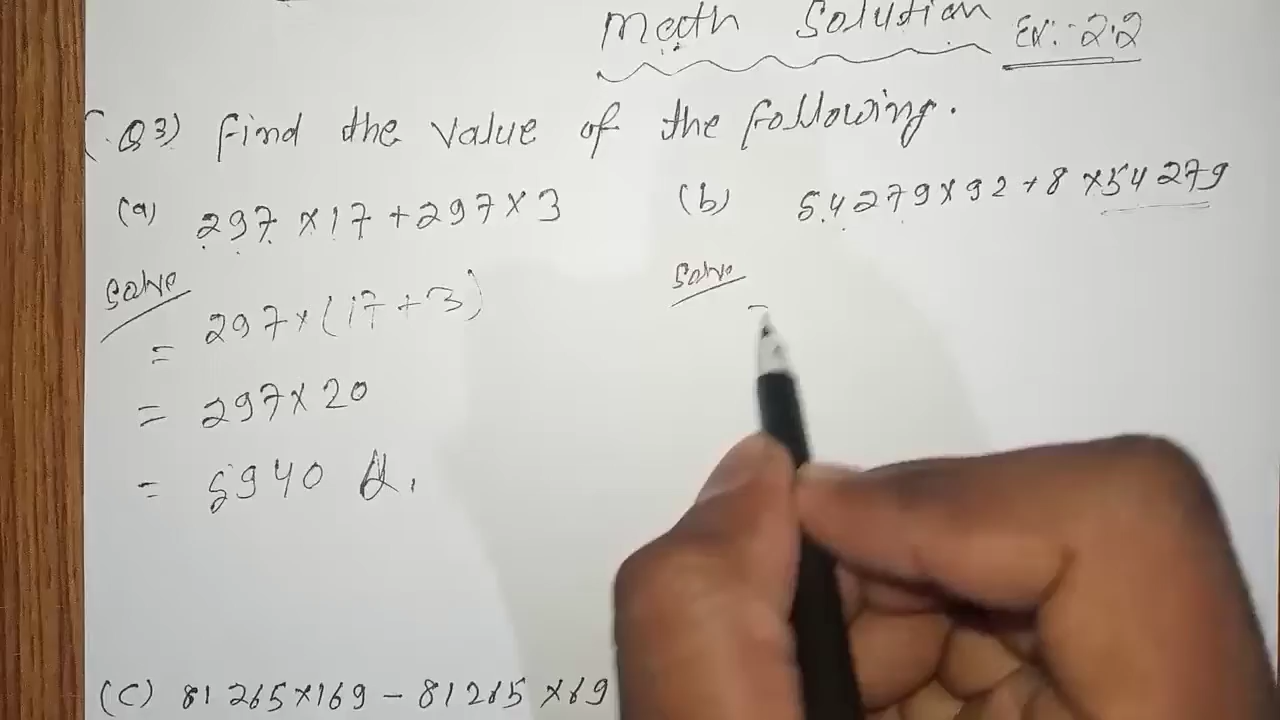 Math Solution Ex:-2.2
(Q3) Find the value of the following.
(a) 297 × 17 + 297 × 3
(b) 54279 × 92 + 8 × 54279
Solve
= 297 × (17 + 3)
= 297 × 20
= 5940
Solve
(C) 81265 × 169 - 81265 × 69